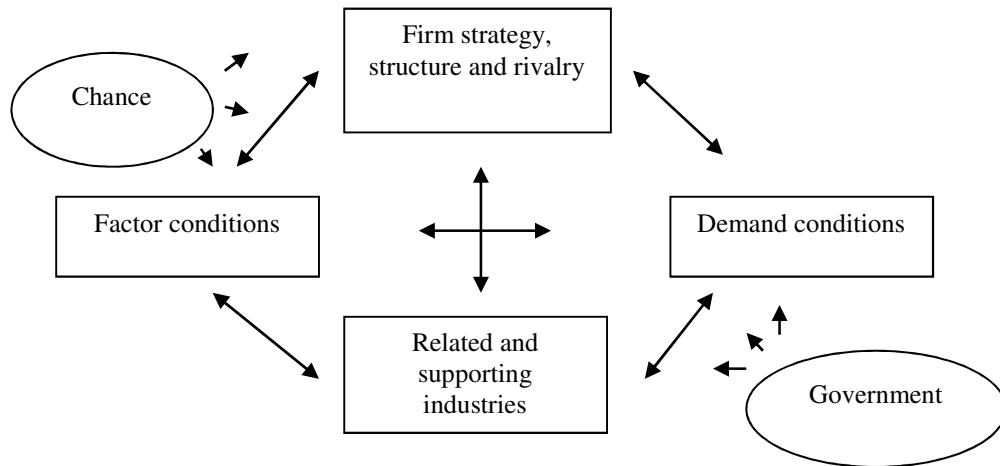 Firm strategy,
structure and rivalry
Chance
Factor conditions
Demand conditions
Related and
supporting
industries
Government